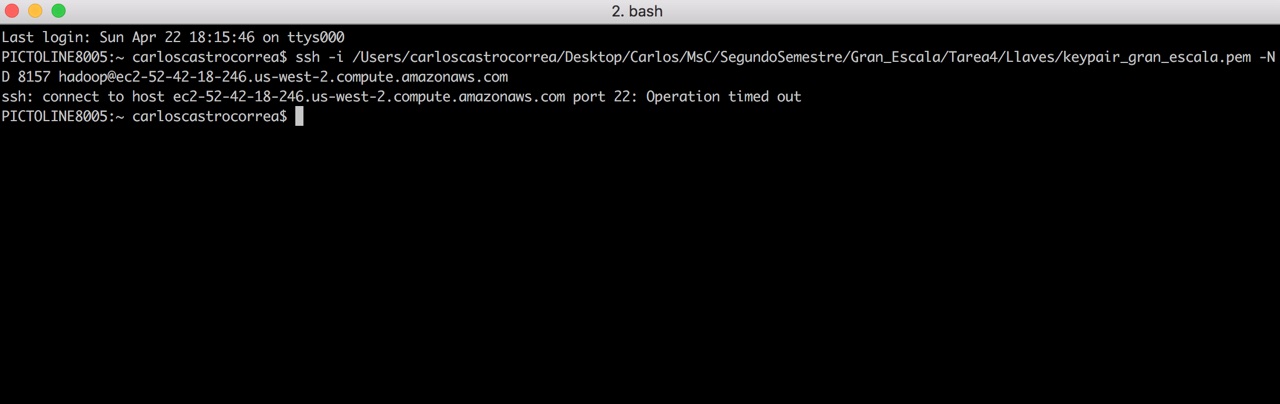 2. bash
Last login: Sun Apr 22 18:15:46 on ttys000
PICTOLINE8005:~ carloscastrocorrea$ ssh -i /Users/carloscastrocorrea/Desktop/Carlos/MsC/SegundoSemestre/Gran_Escala/Tarea4/Llaves/keypair_gran_escala.pem -N
D 8157 hadoop@ec2-52-42-18-246.us-west-2.compute.amazonaws.com
ssh: connect to host ec2-52-42-18-246.us-west-2.compute.amazonaws.com port 22: Operation timed out
PICTOLINE8005:~ carloscastrocorrea$